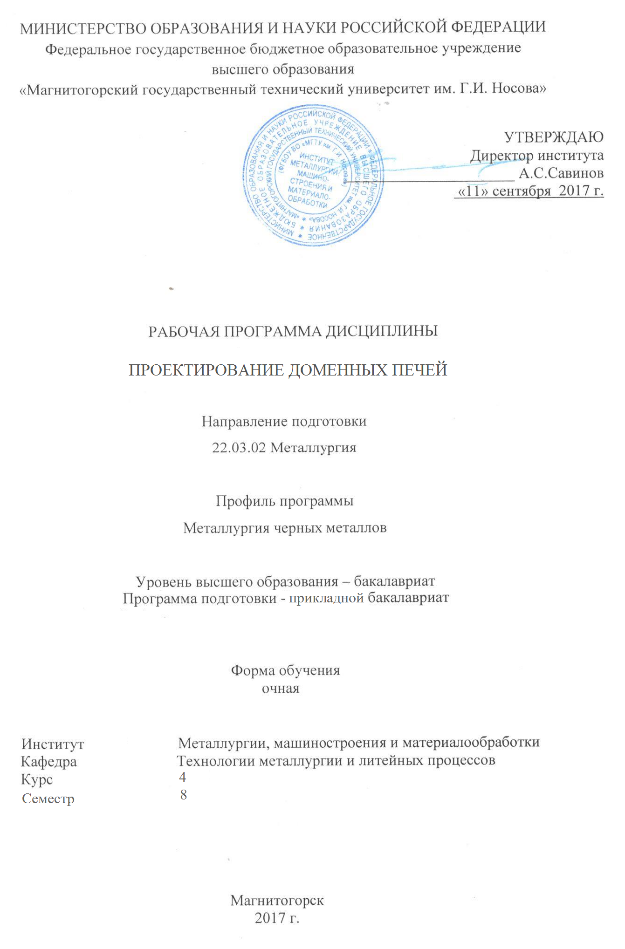 МИНИСТЕРСТВО ОБРАЗОВАНИЯ И НАУКИ РОССИЙСКОЙ ФЕДЕРАЦИИ
Федеральное государственное бюджетное образовательное учреждение
высшего образования
«Магнитогорский государственный технический университет им. Г.И. Носова»
УТВЕРЖДАЮ
Директор института
А.С.Савинов
«11» сентября 2017 г.
ИНСТИТУТ
МЕТАЛЛУРГИИ,
МАШИНО-
СТРОЕНИЯ И
МАТЕРИАЛО-
ОБРАБОТКИ
РАБОЧАЯ ПРОГРАММА ДИСЦИПЛИНЫ
ПРОЕКТИРОВАНИЕ ДОМЕННЫХ ПЕЧЕЙ
Направление подготовки
22.03.02 Металлургия
Профиль программы
Металлургия черных металлов
Уровень высшего образования – бакалавриат
Программа подготовки - прикладной бакалавриат
Форма обучения
очная
Институт Металлургии, машиностроения и материалообработки
Кафедра Технологии металлургии и литейных процессов
Курс 4
Семестр 8
Магнитогорск
2017 г.